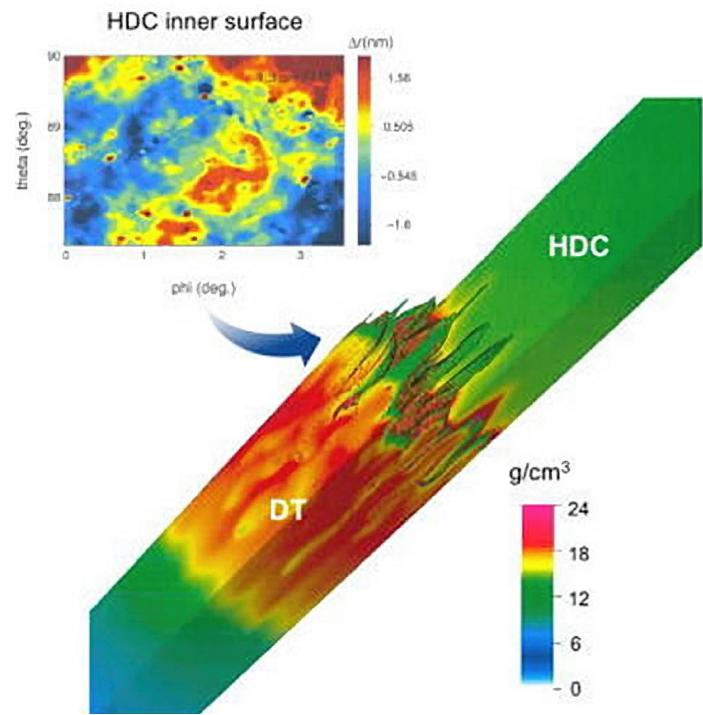 HDC inner surface
Δr(nm)
90
89
88
theta (deg.)
1.56
0.505
-0.545
-1.6
0 1 2 3
phi (deg.)
HDC
DT
g/cm³
24
18
12
6
0